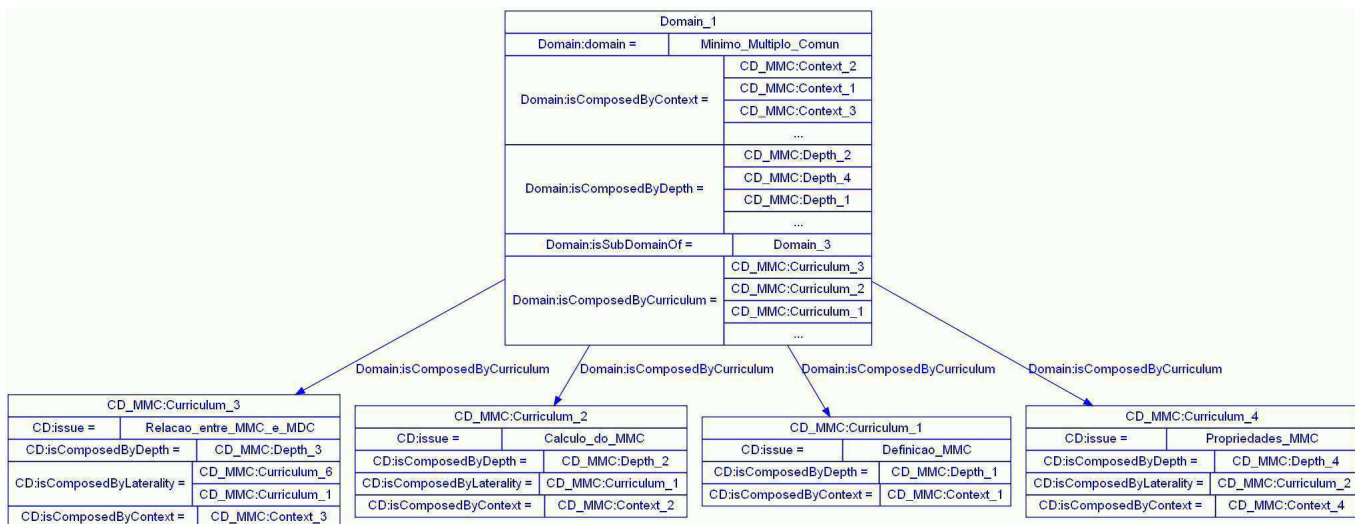 Domain_1
Domain:domain = Minimo_Multiplo_Comun
Domain:isComposedByContext =
CD_MMC:Context_2
CD_MMC:Context_1
CD_MMC:Context_3
...
Domain:isComposedByDepth =
CD_MMC:Depth_2
CD_MMC:Depth_4
CD_MMC:Depth_1
...
Domain:isSubDomainOf = Domain_3
Domain:isComposedByCurriculum =
CD_MMC:Curriculum_3
CD_MMC:Curriculum_2
CD_MMC:Curriculum_1
...
Domain:isComposedByCurriculum
Domain:isComposedByCurriculum
Domain:isComposedByCurriculum
Domain:isComposedByCurriculum
CD_MMC:Curriculum_3
CD:issue = Relacao_entre_MMC_e_MDC
CD:isComposedByDepth = CD_MMC:Depth_3
CD:isComposedByLaterality =
CD_MMC:Curriculum_6
CD_MMC:Curriculum_1
CD:isComposedByContext = CD_MMC:Context_3
CD_MMC:Curriculum_2
CD:issue = Calculo_do_MMC
CD:isComposedByDepth = CD_MMC:Depth_2
CD:isComposedByLaterality = CD_MMC:Curriculum_1
CD:isComposedByContext = CD_MMC:Context_2
CD_MMC:Curriculum_1
CD:issue = Definicao_MMC
CD:isComposedByDepth = CD_MMC:Depth_1
CD:isComposedByContext = CD_MMC:Context_1
CD_MMC:Curriculum_4
CD:issue = Propriedades_MMC
CD:isComposedByDepth = CD_MMC:Depth_4
CD:isComposedByLaterality = CD_MMC:Curriculum_2
CD:isComposedByContext = CD_MMC:Context_4